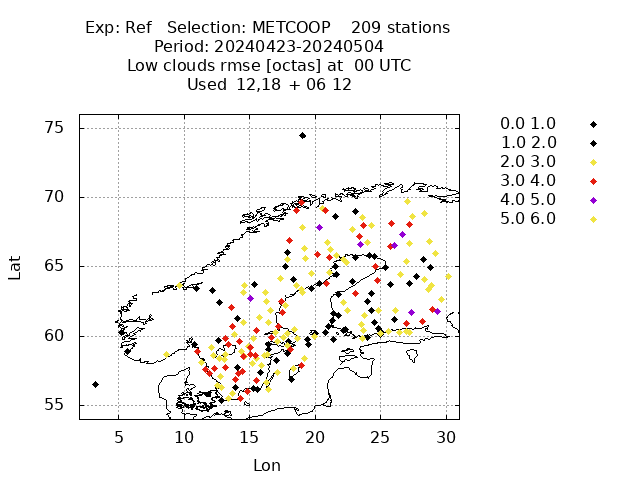 Exp: Ref   Selection: METCOOP    209 stations
Period: 20240423-20240504
Low clouds rmse [octas] at  00 UTC
Used  12,18 + 06 12
75
70
65
60
55
5 10 15 20 25 30
Lat
Lon
0.0 1.0
1.0 2.0
2.0 3.0
3.0 4.0
4.0 5.0
5.0 6.0